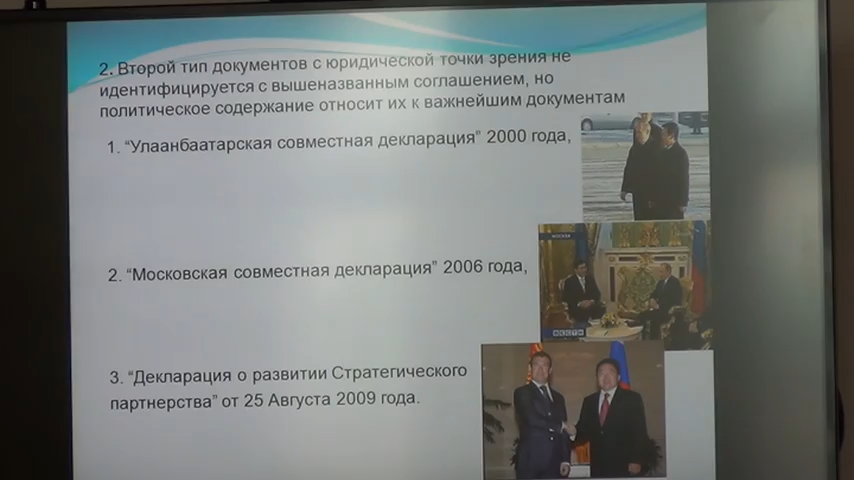 2. Второй тип документов с юридической точки зрения не
идентифицируется с вышеназванным соглашением, но
политическое содержание относит их к важнейшим документам
1. “Улаанбаатарская совместная декларация” 2000 года,
МОСКВА
2. “Московская совместная декларация” 2006 года,
ВЕСТИ
3. “Декларация о развитии Стратегического
партнерства” от 25 Августа 2009 года.